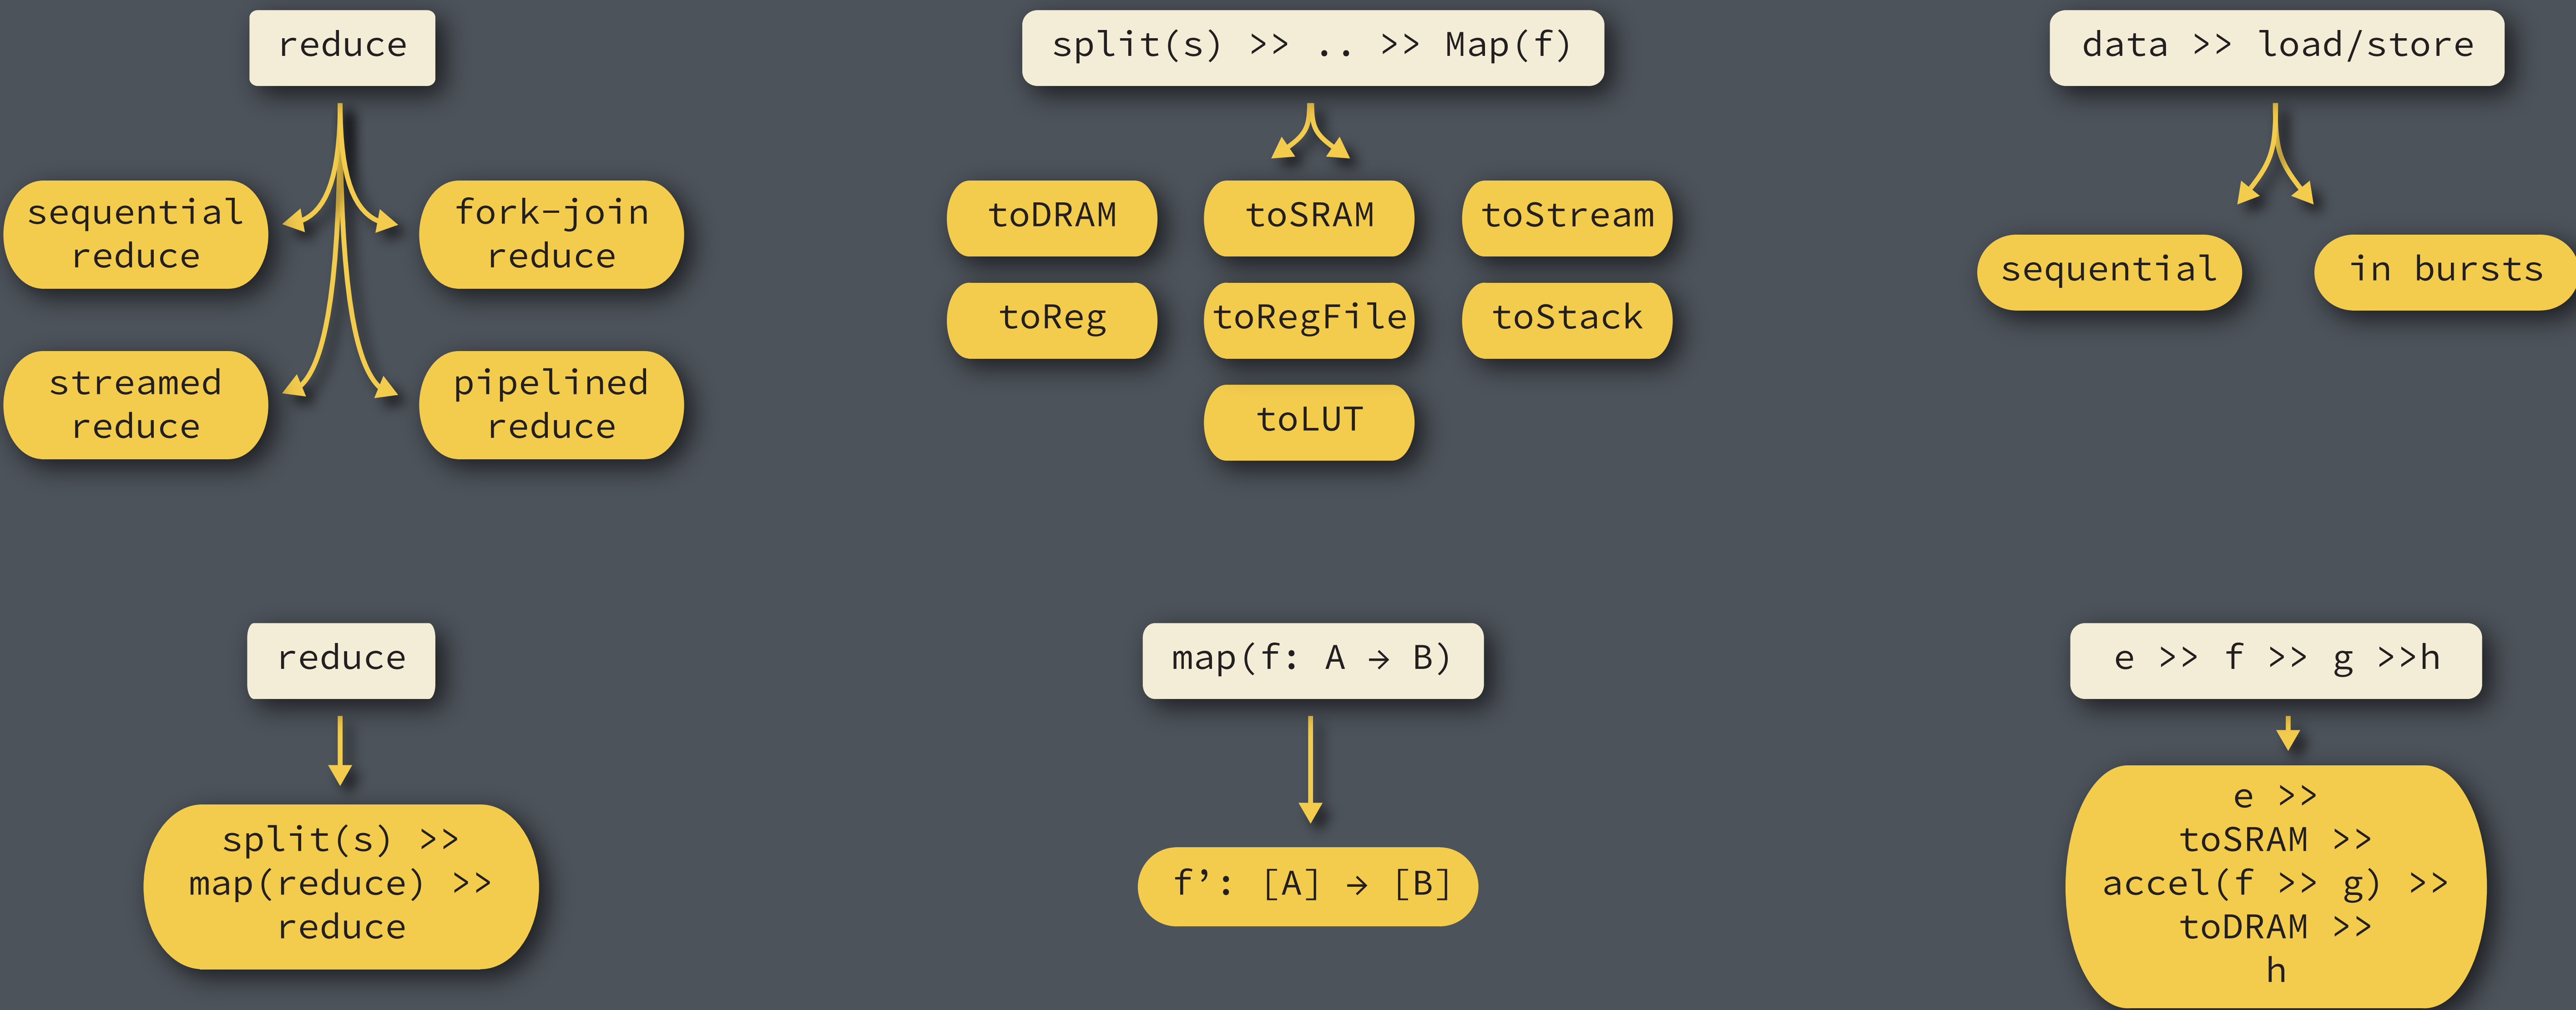 reduce
sequential
reduce
fork-join
reduce
streamed
reduce
pipelined
reduce
split(s) >> .. >> Map(f)
toDRAM
toSRAM
toStream
toReg
toRegFile
toStack
toLUT
data >> load/store
sequential
in bursts
reduce
split(s) >>
map(reduce) >>
reduce
map(f: A → B)
f’: [A] → [B]
e >> f >> g >>h
e >>
toSRAM >>
accel(f >> g) >>
toDRAM >>
h